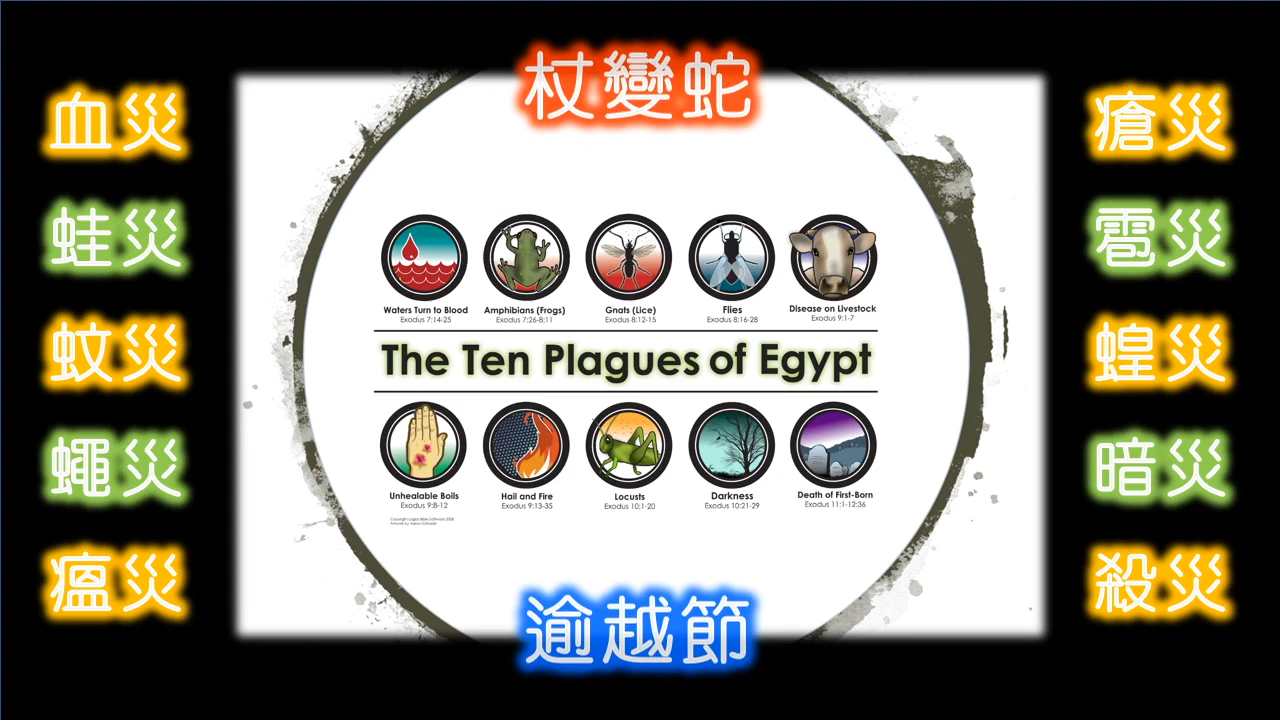 杖變蛇
血災
蛙災
蚊災
蠅災
瘟災
瘡災
雹災
蝗災
暗災
殺災
Waters Turn to Blood
Exodus 7:14-25
Amphibians (Frogs)
Exodus 7:26-8:11
Gnats (Lice)
Exodus 8:12-15
Flies
Exodus 8:16-28
Disease on Livestock
Exodus 9:1-7
The Ten Plagues of Egypt
Unhealable Boils
Exodus 9:8-12
Hail and Fire
Exodus 9:13-35
Locusts
Exodus 10:1-20
Darkness
Exodus 10:21-29
Death of First-Born
Exodus 11:1-12:36
Copyright Logos Bible Software 2008
逾越節